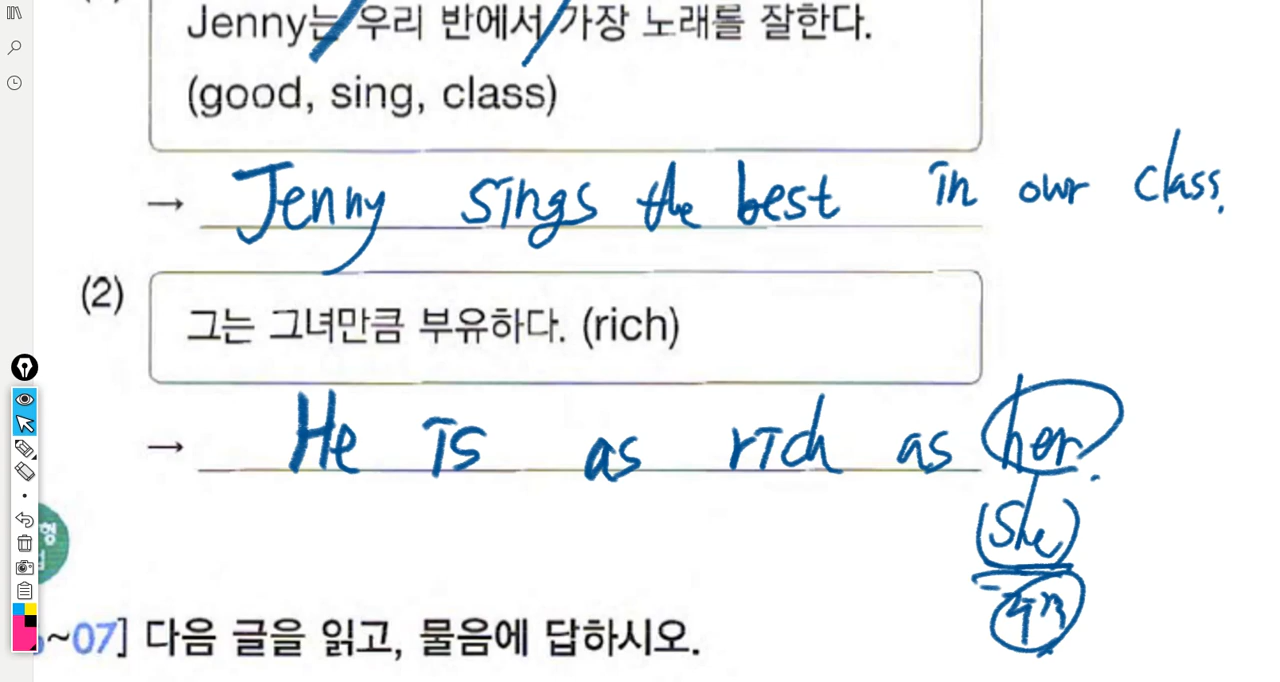 Jenny는 우리 반에서 가장 노래를 잘한다.
(good, sing, class)
→ Jenny sings the best in our class.
(2) 그는 그녀만큼 부유하다. (rich)
→ He is as rich as her.
(She)
~07] 다음 글을 읽고, 물음에 답하시오.